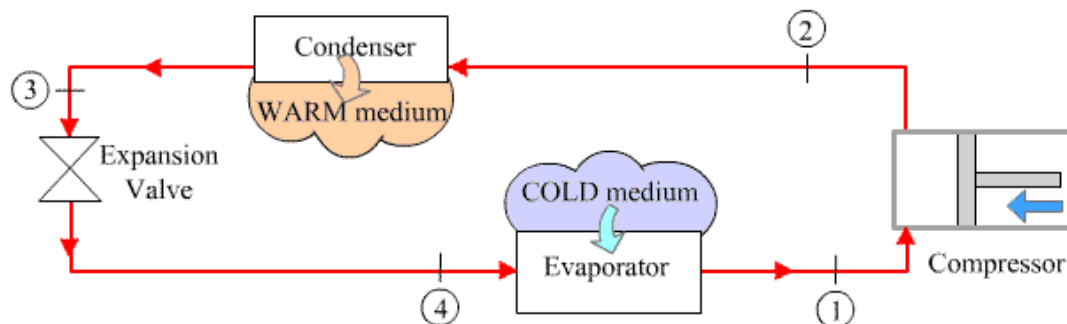 2
Condenser
3
WARM medium
Expansion
Valve
COLD medium
Evaporator
Compressor
4
1